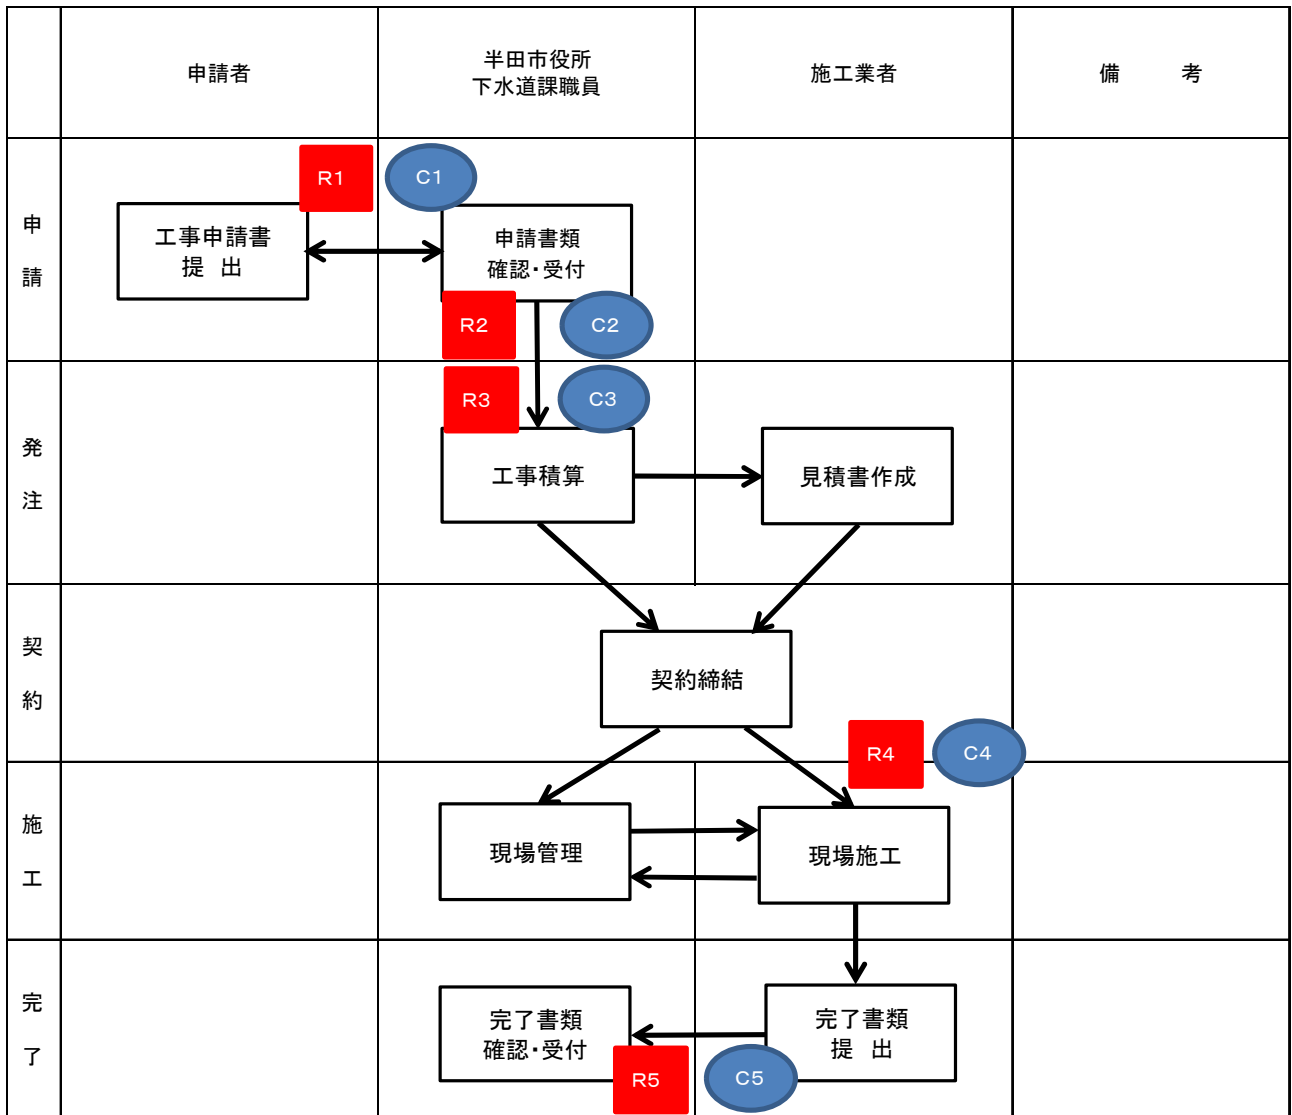 申請者
半田市役所
下水道課職員
施工業者
備 考
申
請
R1
C1
工事申請書
提 出
申請書類
確認・受付
R2
C2
発
注
R3
C3
工事積算
見積書作成
契
約
契約締結
R4
C4
施
工
現場管理
現場施工
完
了
完了書類
確認・受付
完了書類
提 出
R5
C5